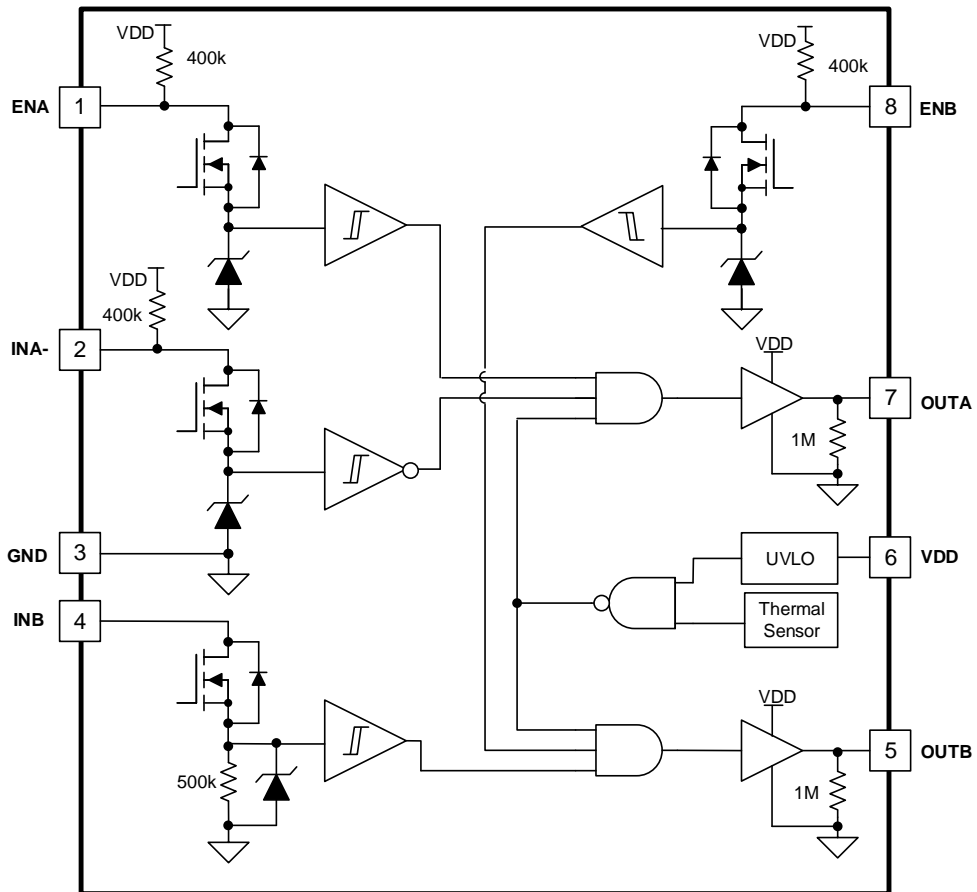 VDD
400k
ENA
1
VDD
400k
8
ENB
VDD
400k
INA-
2
VDD
7
OUTA
1M
GND
3
UVLO
6
VDD
INB
4
Thermal
Sensor
VDD
5
OUTB
500k
1M